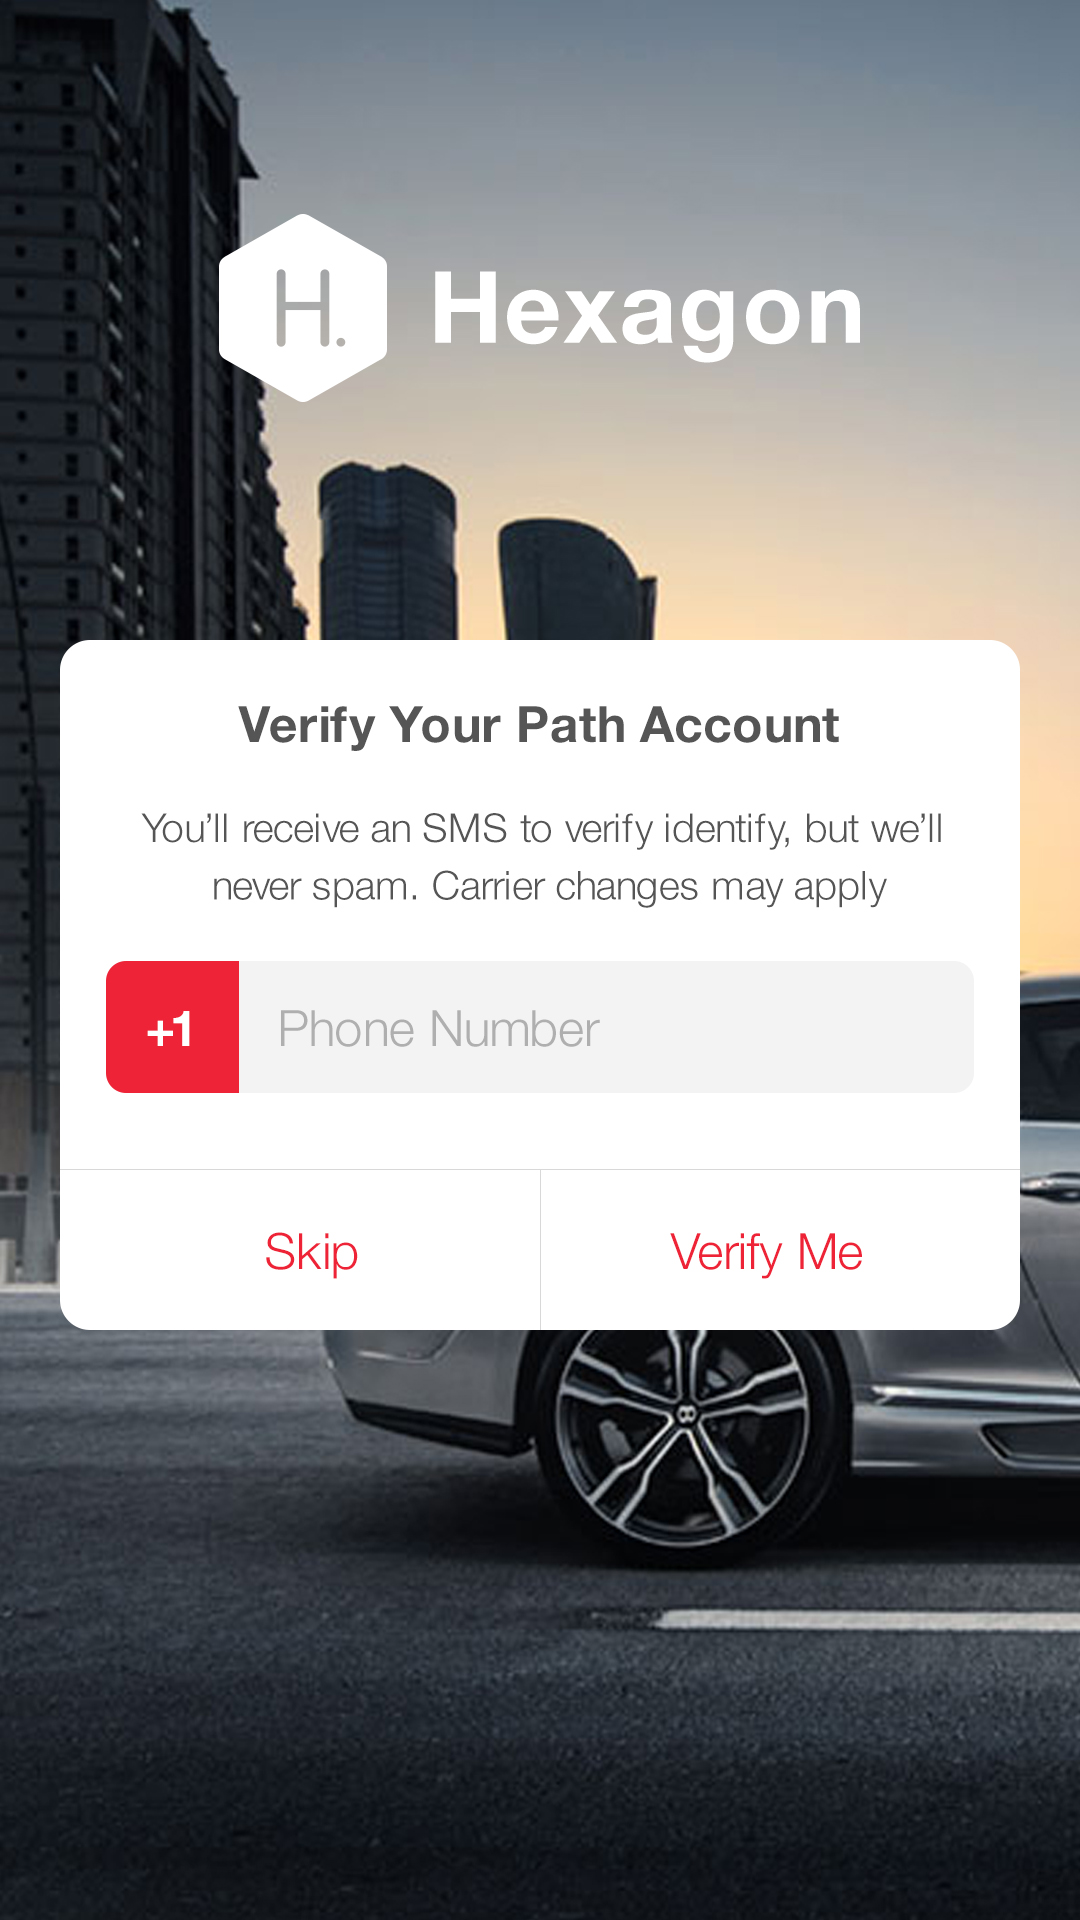 H.
Hexagon
Verify Your Path Account
You’ll receive an SMS to verify identify, but we’ll
never spam. Carrier changes may apply
+1 Phone Number
Skip Verify Me